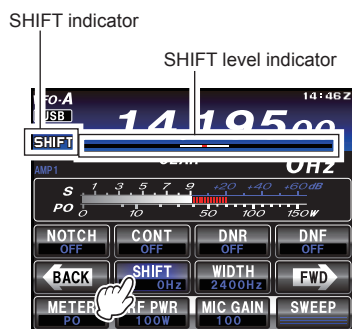 SHIFT indicator
SHIFT level indicator
VFO-A
14:46Z
USB
14.195.00
SHIFT
0Hz
AMP1
S 1 3 5 7 9 +20 +40 +60dB
PO 0 10 50 100 150W
NOTCH CONT DNR DNF
OFF OFF OFF OFF
BACK SHIFT WIDTH FWD
0Hz 2400Hz
METER RF PWR MIC GAIN SWEEP
PO 100W 100